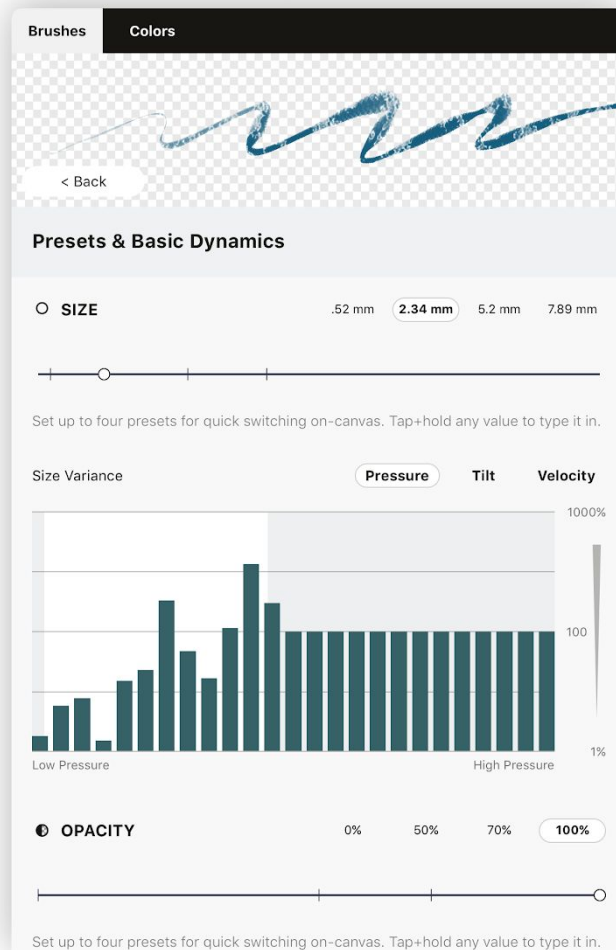 Brushes Colors
< Back
Presets & Basic Dynamics
SIZE .52 mm 2.34 mm 5.2 mm 7.89 mm
Set up to four presets for quick switching on-canvas. Tap+hold any value to type it in.
Size Variance Pressure Tilt Velocity
1000%
100
1%
Low Pressure High Pressure
OPACITY 0% 50% 70% 100%
Set up to four presets for quick switching on-canvas. Tap+hold any value to type it in.